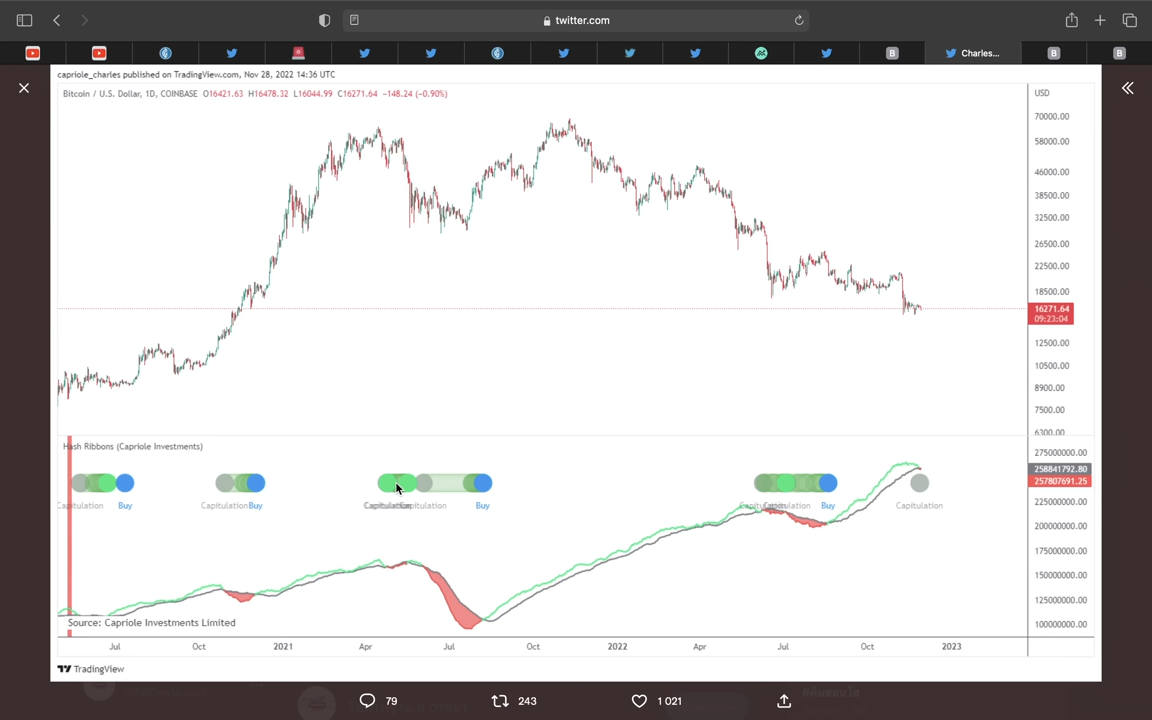 twitter.com
Charles...
capriole_charles published on TradingView.com, Nov 28, 2022 14:36 UTC
Bitcoin / U.S. Dollar, 1D, COINBASE O16421.63 H16478.32 L16044.99 C16271.64 −148.24 (−0.90%)
USD
70000.00
58000.00
46000.00
38500.00
32500.00
26500.00
22500.00
18500.00
16271.64
09:23:04
12500.00
10500.00
8900.00
7500.00
6300.00
Hash Ribbons (Capriole Investments)
275000000.00
258841792.80
257807691.25
225000000.00
200000000.00
175000000.00
150000000.00
125000000.00
100000000.00
Capitulation Buy Capitulation Buy Capitulation Buy Capitulation Buy Capitulation
Source: Capriole Investments Limited
Jul Oct 2021 Apr Jul Oct 2022 Apr Jul Oct 2023
TradingView
79 243 1 021